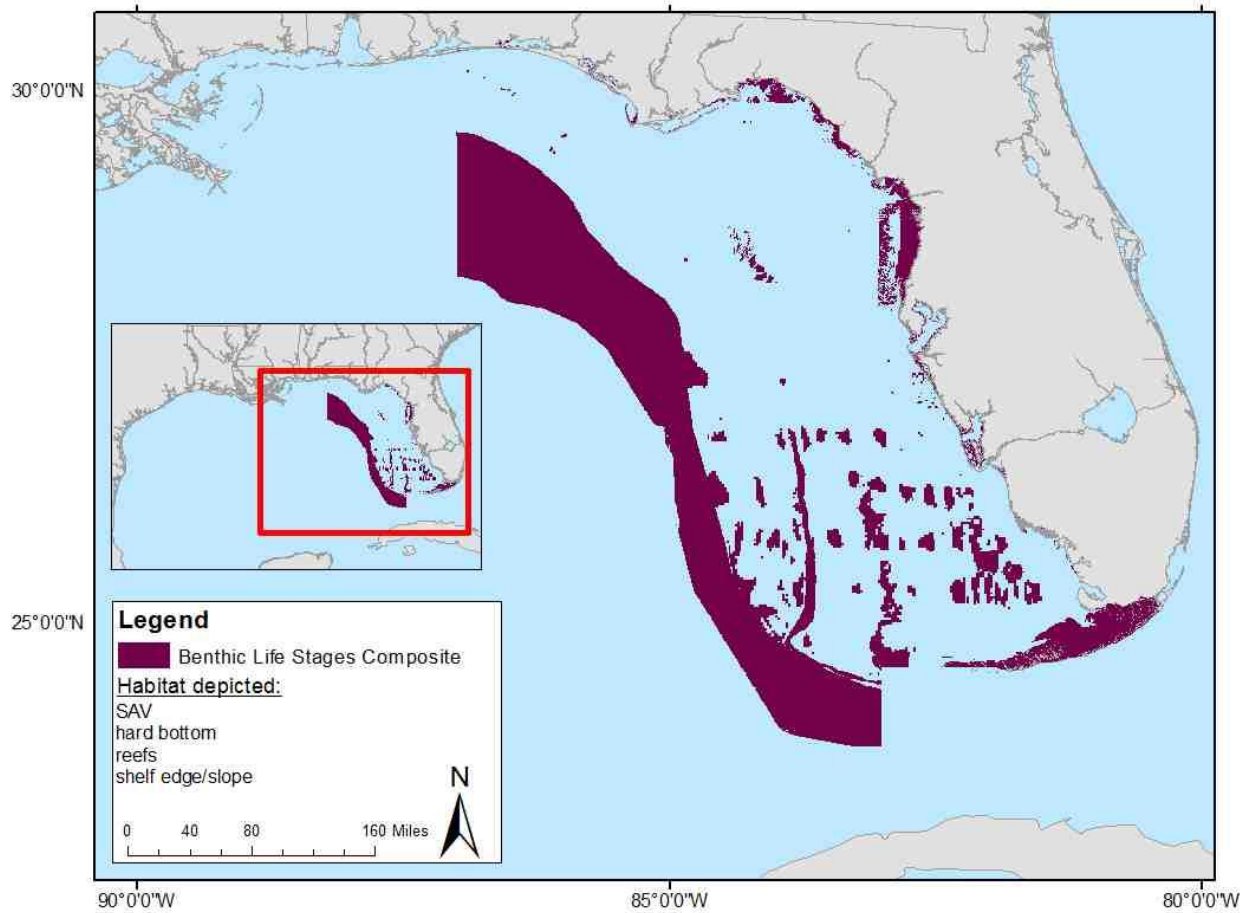 30°0'0"N
25°0'0"N
Legend
Benthic Life Stages Composite
Habitat depicted:
SAV
hard bottom
reefs
shelf edge/slope
N
0 40 80 160 Miles
90°0'0"W 85°0'0"W 80°0'0"W